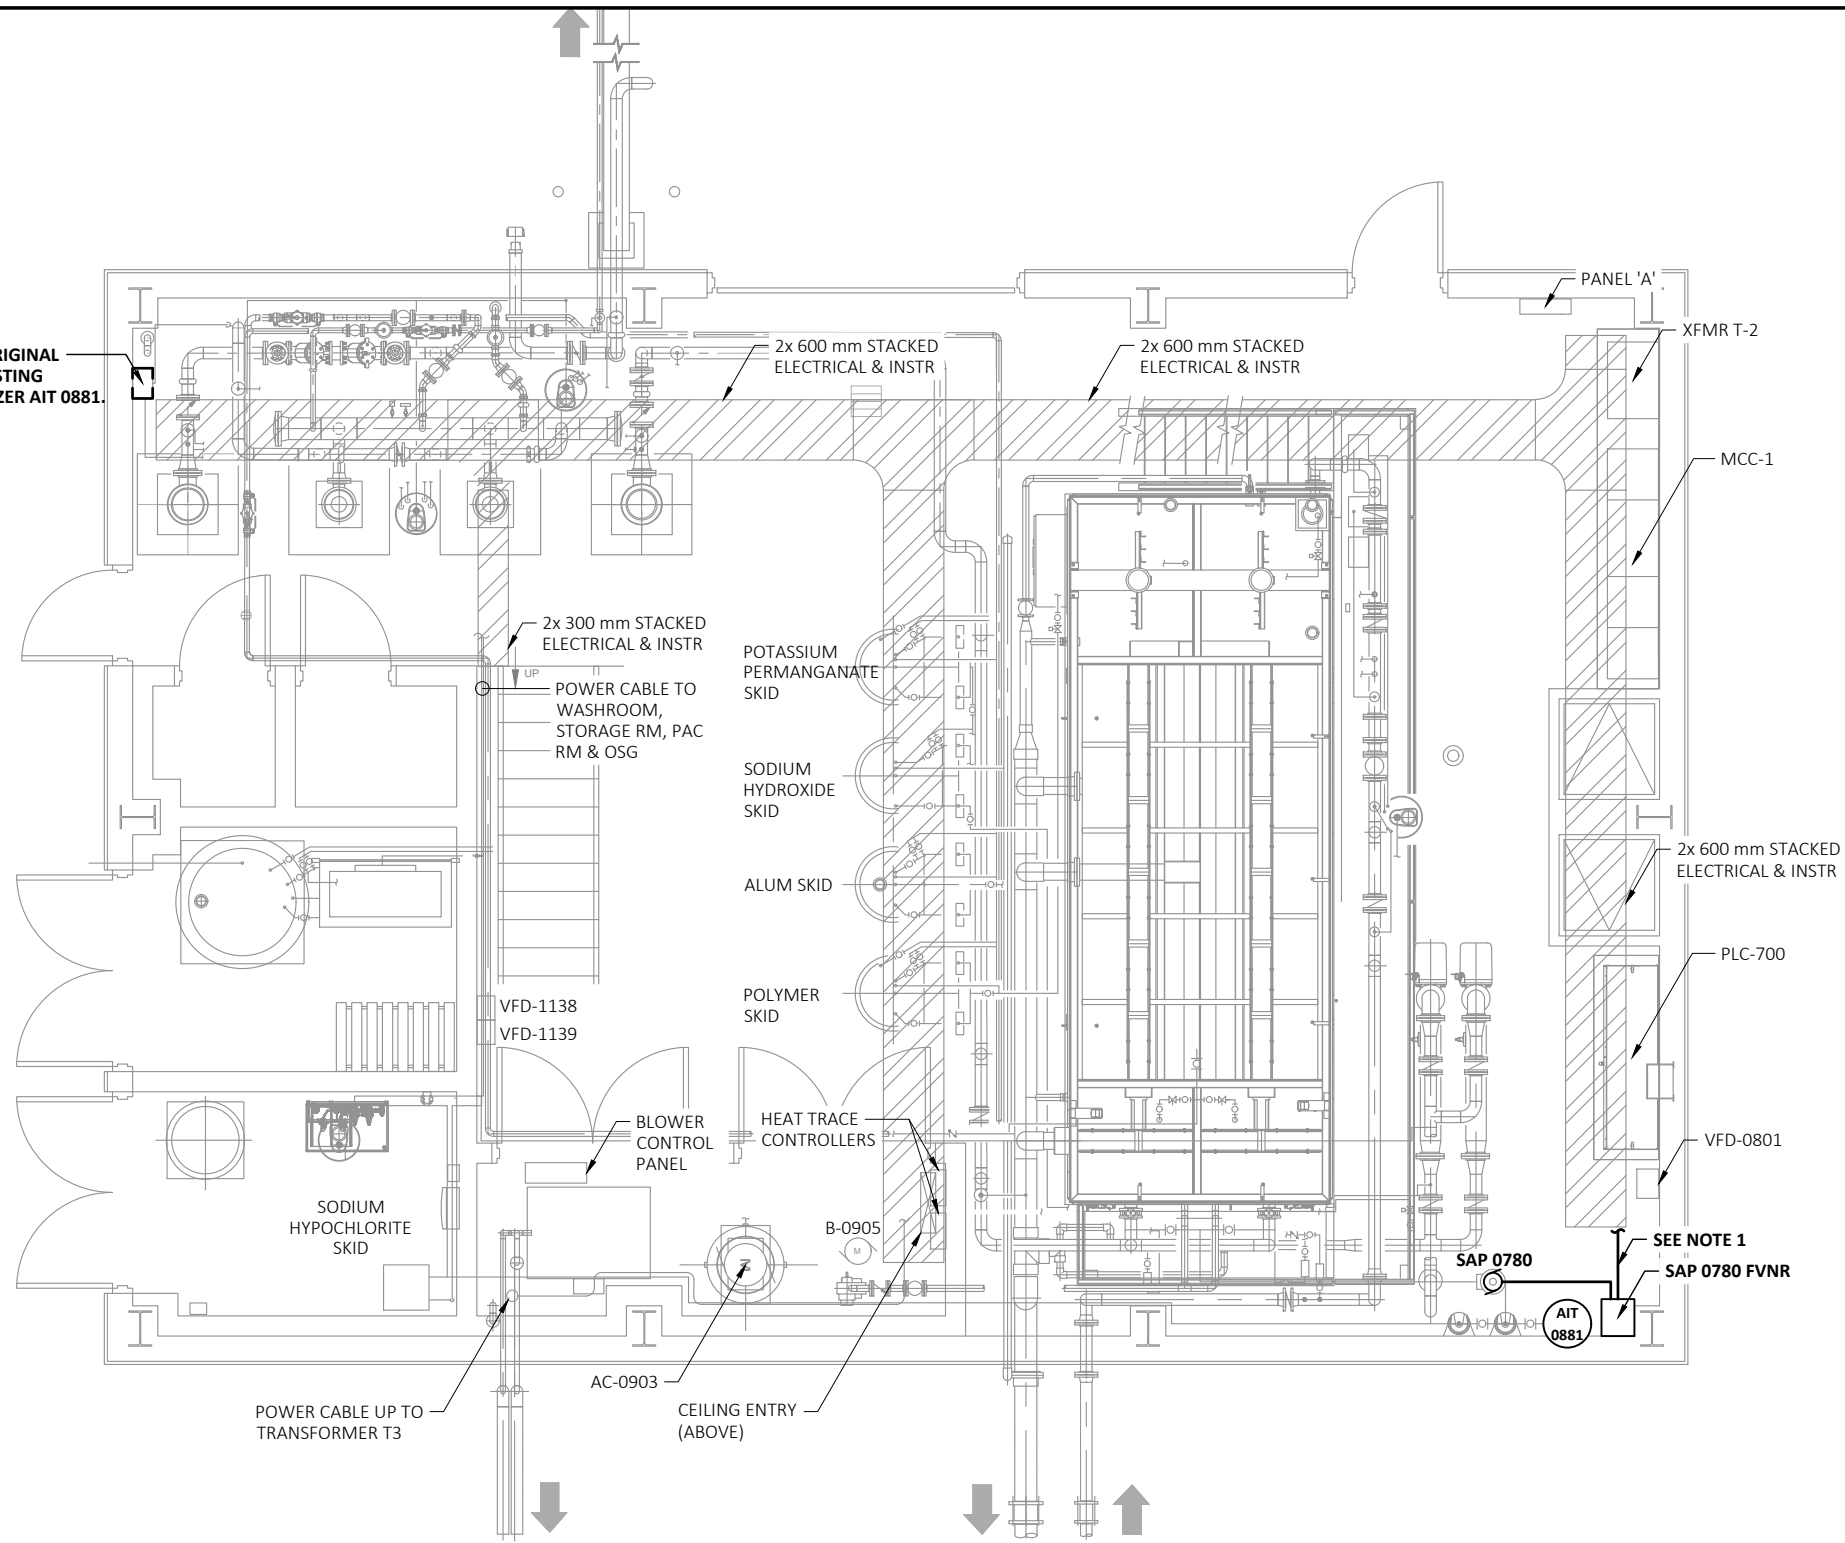 PANEL 'A'
XFMR T-2
2x 600 mm STACKED
ELECTRICAL & INSTR
2x 600 mm STACKED
ELECTRICAL & INSTR
AIT 0881.
MCC-1
2x 300 mm STACKED
ELECTRICAL & INSTR
UP
POWER CABLE TO
WASHROOM,
STORAGE RM, PAC
RM & OSG
POTASSIUM
PERMANGANATE
SKID
SODIUM
HYDROXIDE
SKID
ALUM SKID
2x 600 mm STACKED
ELECTRICAL & INSTR
PLC-700
POLYMER
SKID
VFD-1138
VFD-1139
BLOWER
CONTROL
PANEL
HEAT TRACE
CONTROLLERS
VFD-0801
SODIUM
HYPOCHLORITE
SKID
B-0905
M
M
SEE NOTE 1
SAP 0780
SAP 0780 FVNR
AIT
0881
AC-0903
POWER CABLE UP TO
TRANSFORMER T3
CEILING ENTRY
(ABOVE)